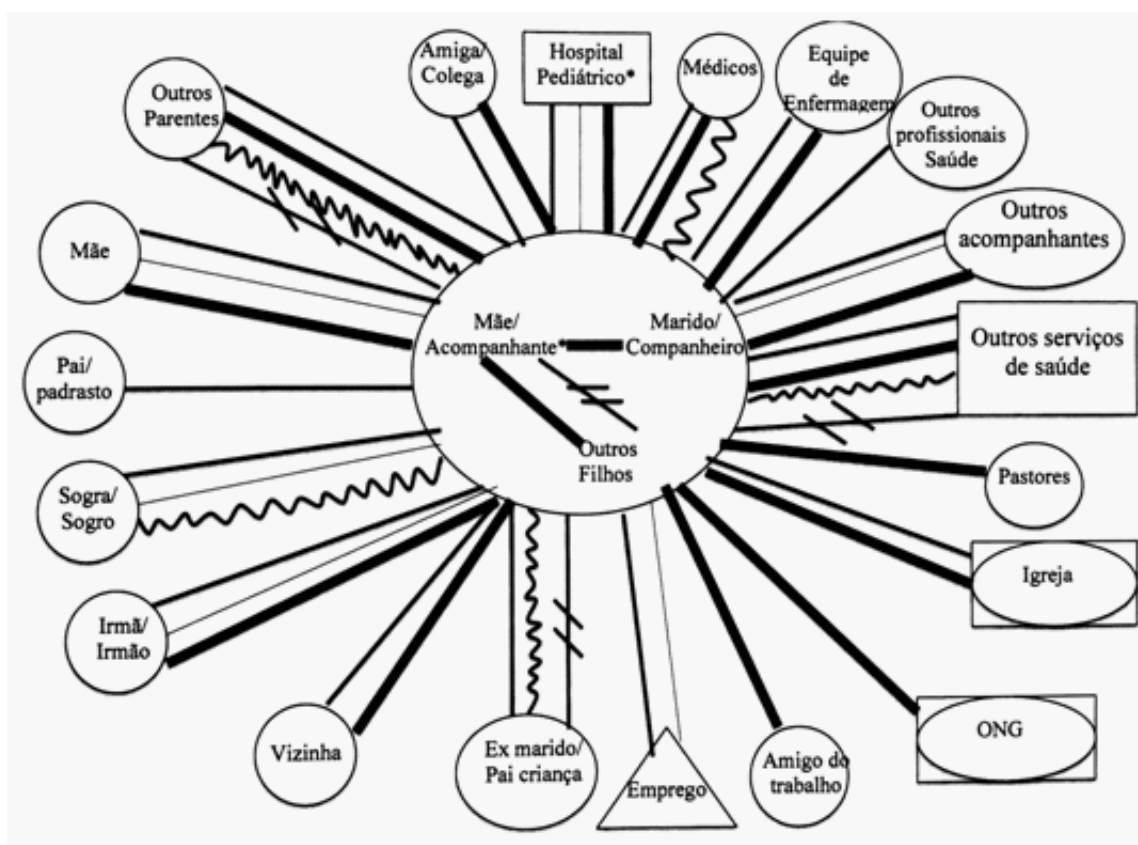 Amiga/
Colega
Hospital
Pediátrico*
Médicos
Equipe
de
Enfermagem
Outros
Parentes
Outros
profissionais
Saúde
Mãe
Outros
acompanhantes
Mãe/
Acompanhante*
Marido/
Companheiro
Outros serviços
de saúde
Pai/
padrasto
Outros
Filhos
Pastores
Sogra/
Sogro
Igreja
Irmã/
Irmão
Vizinha
Ex marido/
Pai criança
Emprego
Amigo do
trabalho
ONG